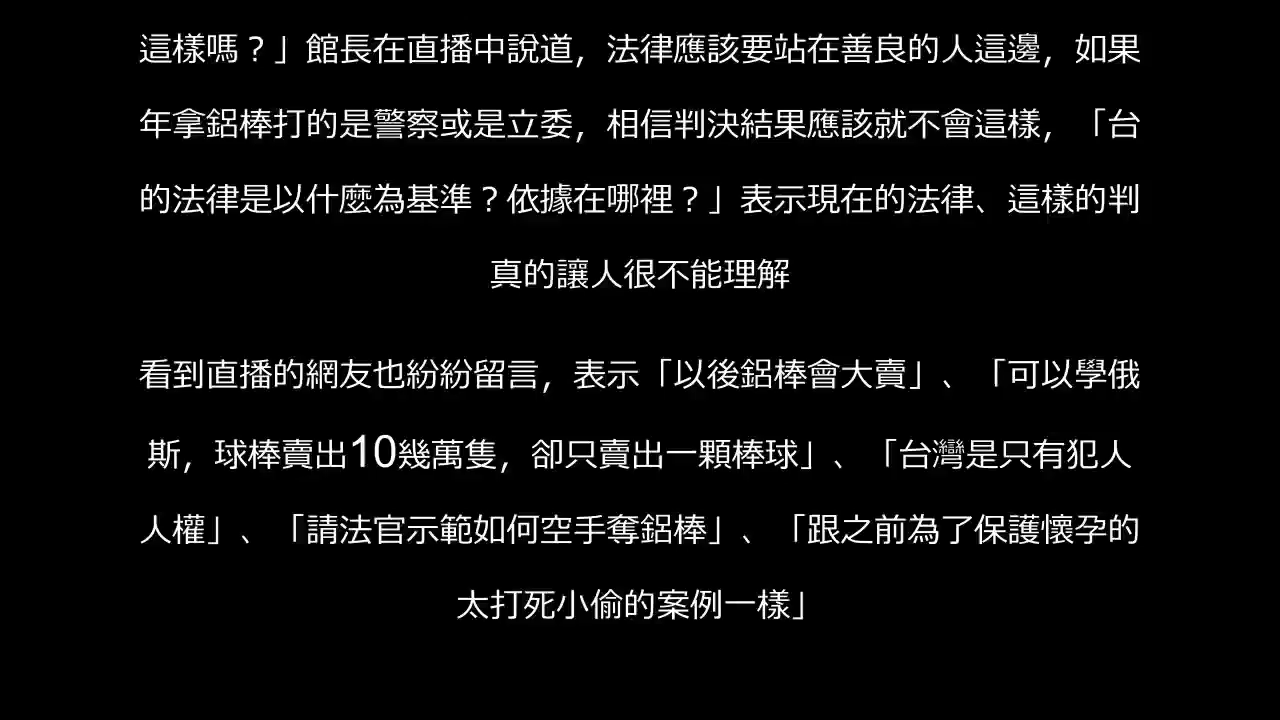 這樣嗎？」館長在直播中說道，法律應該要站在善良的人這邊，如果
年拿鋁棒打的是警察或是立委，相信判決結果應該就不會這樣，「台
的法律是以什麼為基準？依據在哪裡？」表示現在的法律、這樣的判
真的讓人很不能理解
看到直播的網友也紛紛留言，表示「以後鋁棒會大賣」、「可以學俄
斯，球棒賣出10幾萬隻，卻只賣出一顆棒球」、「台灣是只有犯人
人權」、「請法官示範如何空手奪鋁棒」、「跟之前為了保護懷孕的
太打死小偷的案例一樣」